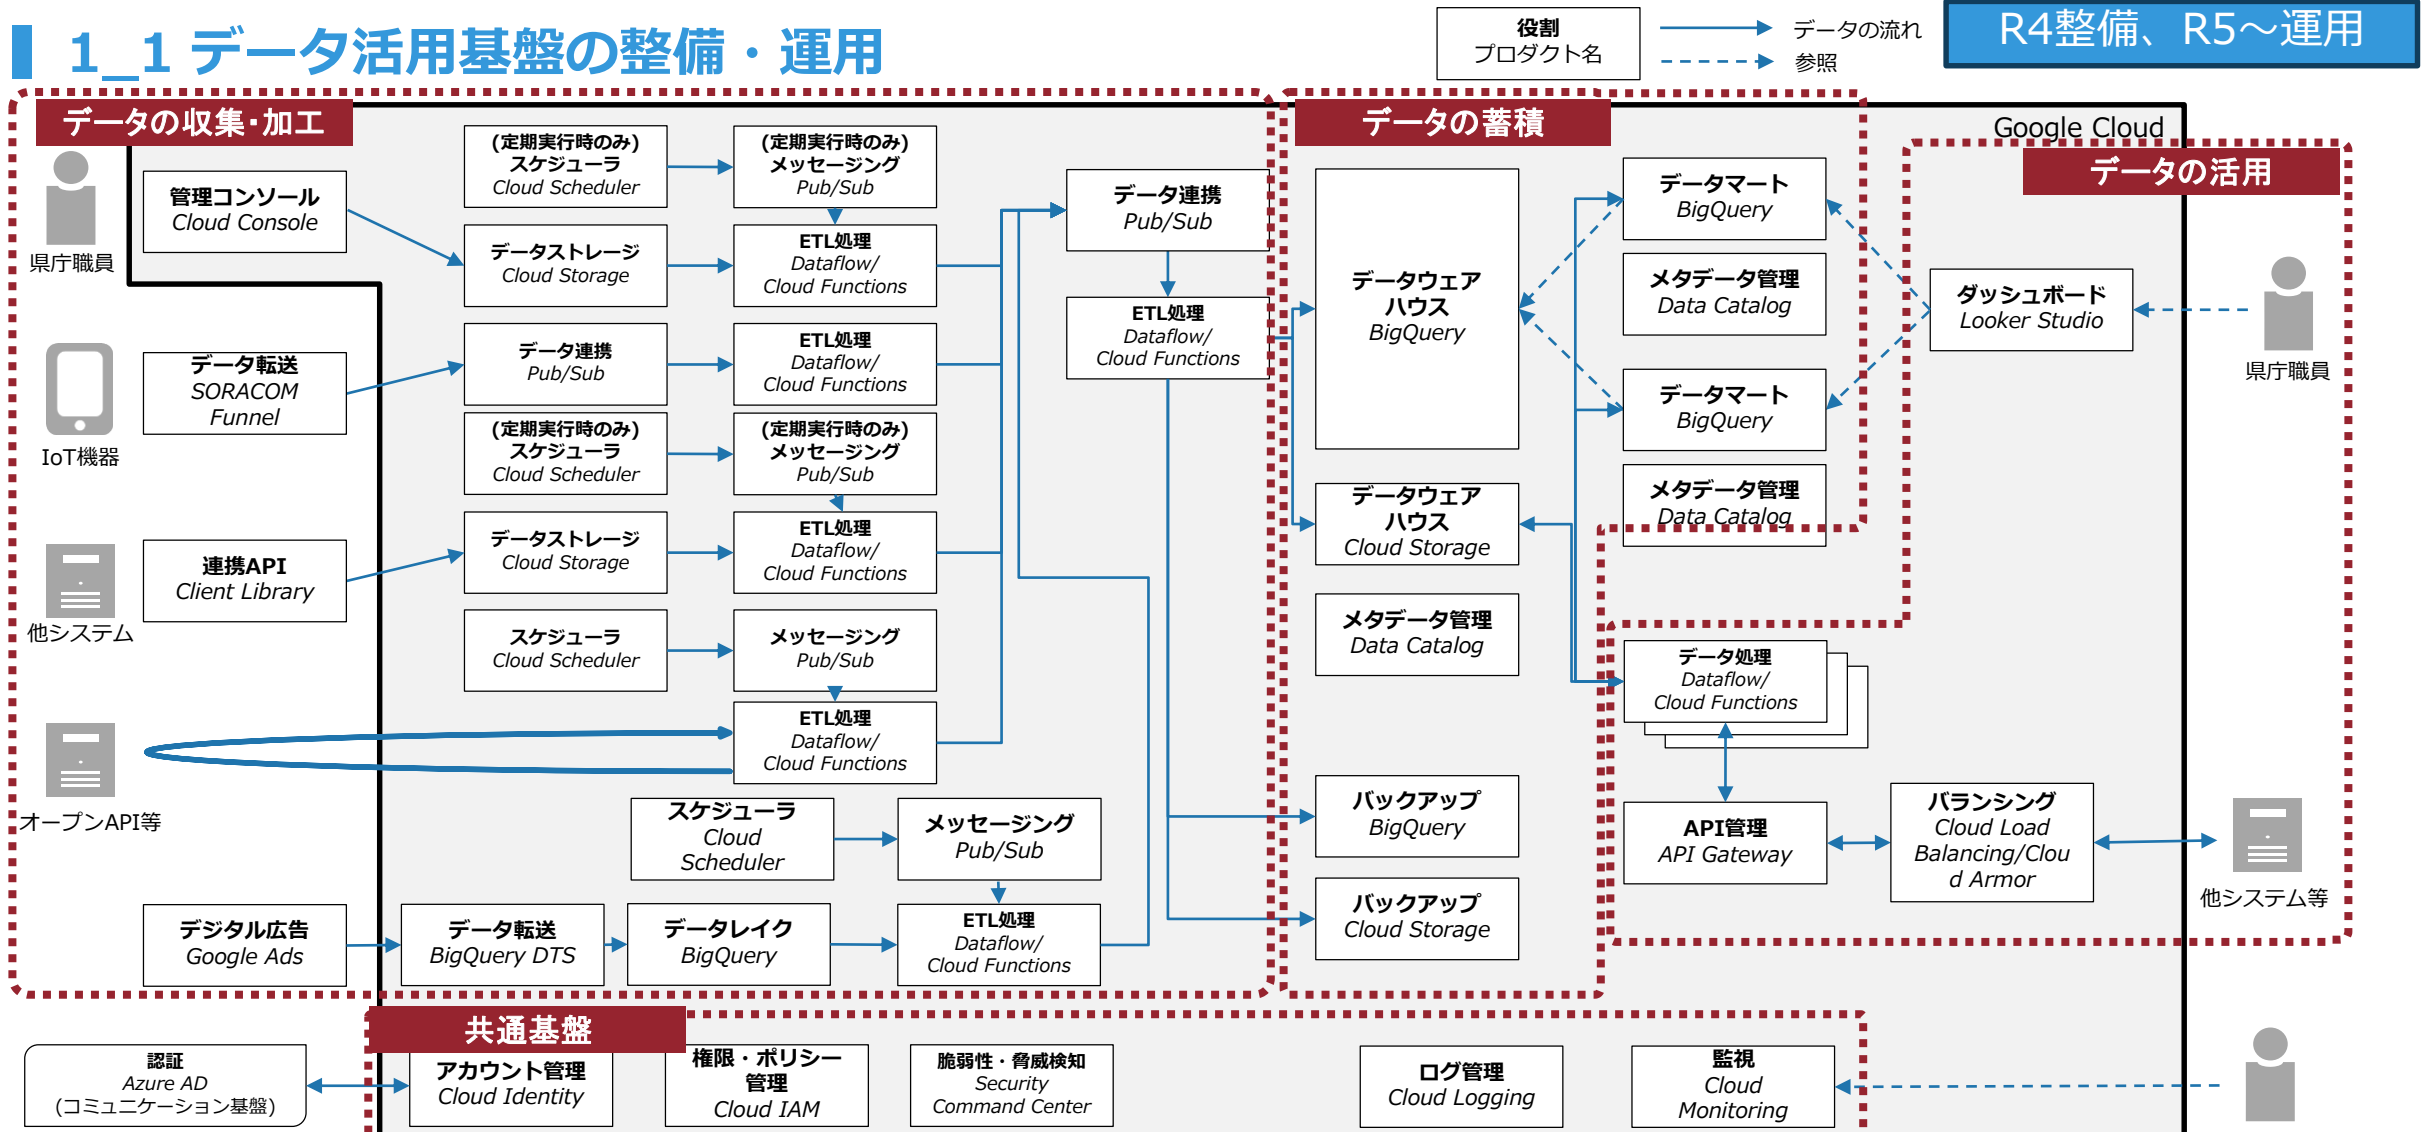 1_1 データ活用基盤の整備・運用
役割
プロダクト名
データの流れ
参照
R4整備、R5～運用
データの収集・加工
県庁職員
管理コンソール
Cloud Console
(定期実行時のみ)
スケジューラ
Cloud Scheduler
(定期実行時のみ)
メッセージング
Pub/Sub
データストレージ
Cloud Storage
ETL処理
Dataflow/
Cloud Functions
IoT機器
データ転送
SORACOM
Funnel
データ連携
Pub/Sub
ETL処理
Dataflow/
Cloud Functions
(定期実行時のみ)
スケジューラ
Cloud Scheduler
(定期実行時のみ)
メッセージング
Pub/Sub
他システム
連携API
Client Library
データストレージ
Cloud Storage
ETL処理
Dataflow/
Cloud Functions
スケジューラ
Cloud Scheduler
メッセージング
Pub/Sub
オープンAPI等
ETL処理
Dataflow/
Cloud Functions
スケジューラ
Cloud
Scheduler
メッセージング
Pub/Sub
デジタル広告
Google Ads
データ転送
BigQuery DTS
データレイク
BigQuery
ETL処理
Dataflow/
Cloud Functions
データ連携
Pub/Sub
ETL処理
Dataflow/
Cloud Functions
データの蓄積
データウェア
ハウス
BigQuery
データウェア
ハウス
Cloud Storage
メタデータ管理
Data Catalog
バックアップ
BigQuery
バックアップ
Cloud Storage
データマート
BigQuery
メタデータ管理
Data Catalog
データマート
BigQuery
メタデータ管理
Data Catalog
Google Cloud
データの活用
ダッシュボード
Looker Studio
県庁職員
データ処理
Dataflow/
Cloud Functions
API管理
API Gateway
バランシング
Cloud Load
Balancing/Clou
d Armor
他システム等
共通基盤
認証
Azure AD
(コミュニケーション基盤)
アカウント管理
Cloud Identity
権限・ポリシー
管理
Cloud IAM
脆弱性・脅威検知
Security
Command Center
ログ管理
Cloud Logging
監視
Cloud
Monitoring